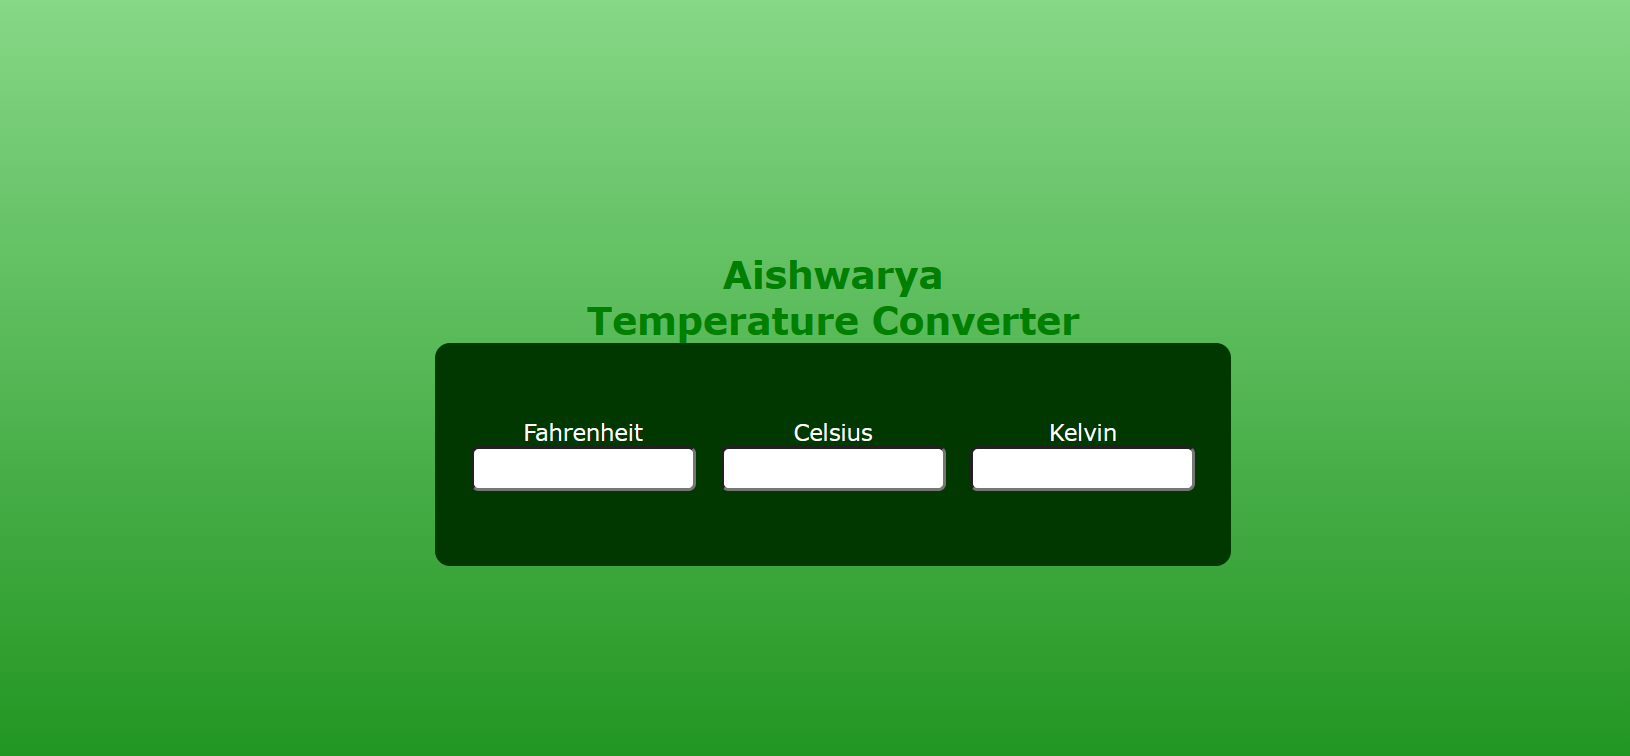 Aishwarya
Temperature Converter
Fahrenheit Celsius Kelvin